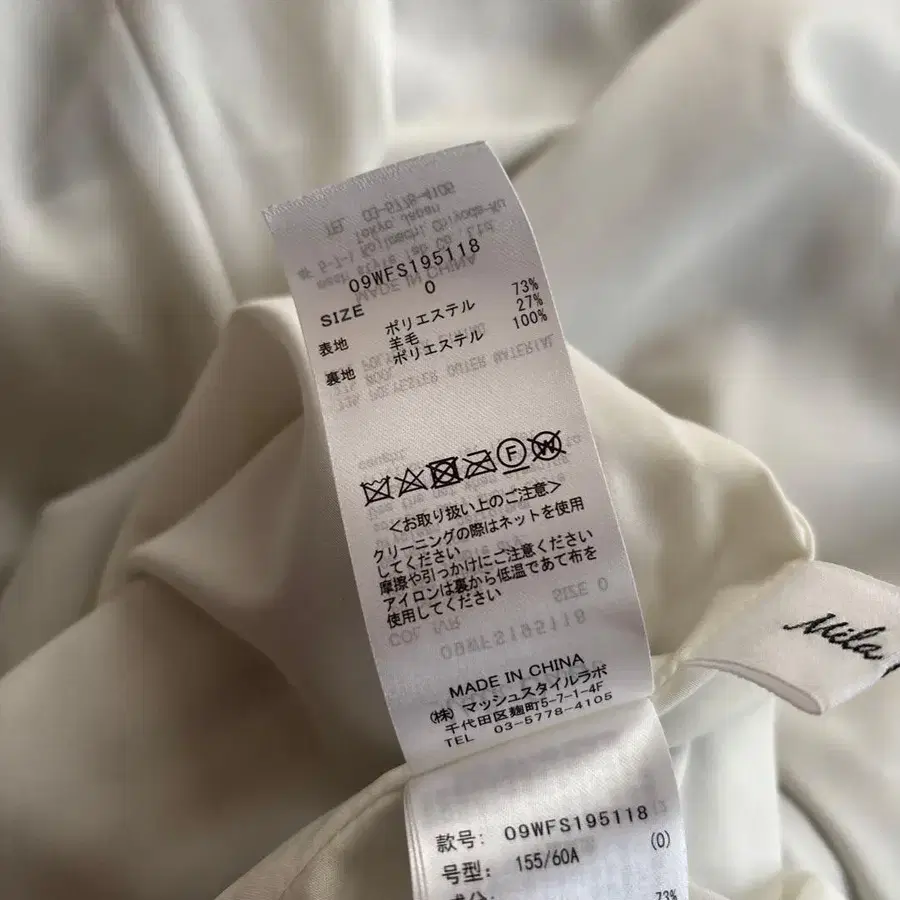 09WFS195118
SIZE 0
表地 ポリエステル 73%
羊毛 27%
裏地 ポリエステル 100%
F W
<お取り扱い上のご注意>
クリーニングの際はネットを使用
してください
摩擦や引っかけにご注意ください
アイロンは裏から低温であて布を
使用してください
MADE IN CHINA
(株) マッシュスタイルラボ
千代田区麹町5-7-1-4F
TEL 03-5778-4105
款号: 09WFS195118
号型: 155/60A (0)
73%
Mila